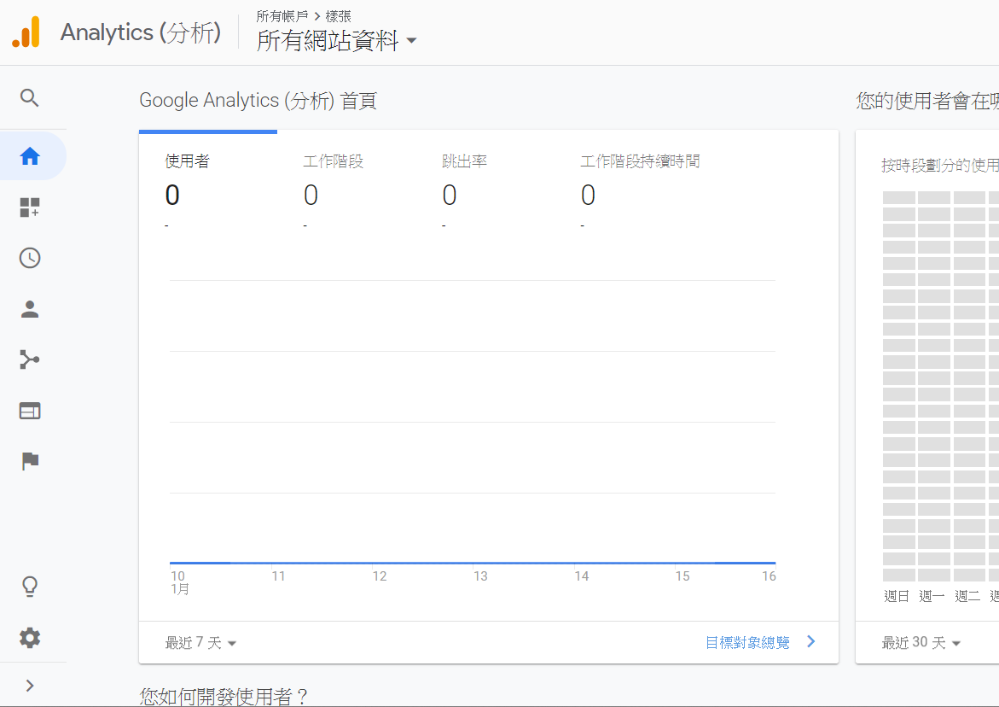 Analytics (分析)
所有帳戶 > 樣張
所有網站資料
Google Analytics (分析) 首頁
使用者
0
-
工作階段
0
-
跳出率
0
-
工作階段持續時間
0
-
10
1月
11
12
13
14
15
16
最近 7 天
目標對象總覽
您如何開發使用者？
您的使用者會在
按時段劃分的使用
週日
週一
週二
週
最近 30 天